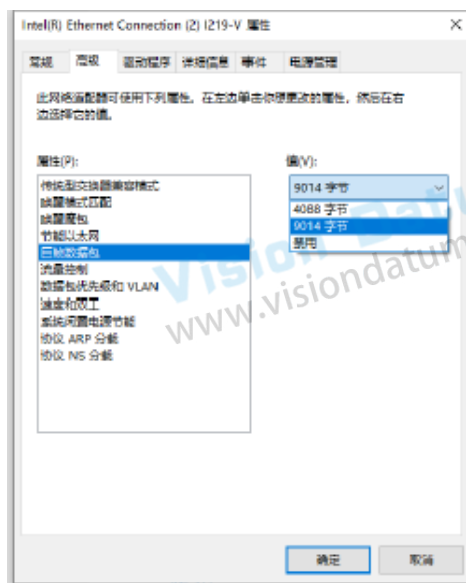 Intel(R) Ethernet Connection (2) I219-V 属性
常规 高级 驱动程序 详细信息 事件 电源管理
此网络适配器可使用下列属性。在左边单击你想更改的属性，然后在右
边选择它的值。
属性(P):
值(V):
传统型交换器兼容模式
唤醒模式匹配
唤醒魔包
节能以太网
巨帧数据包
流量控制
数据包优先级和 VLAN
速度和双工
系统闲置电源节能
协议 ARP 分载
协议 NS 分载
9014 字节
4088 字节
9014 字节
禁用
Vision Datum
www.visiondatum
确定 取消